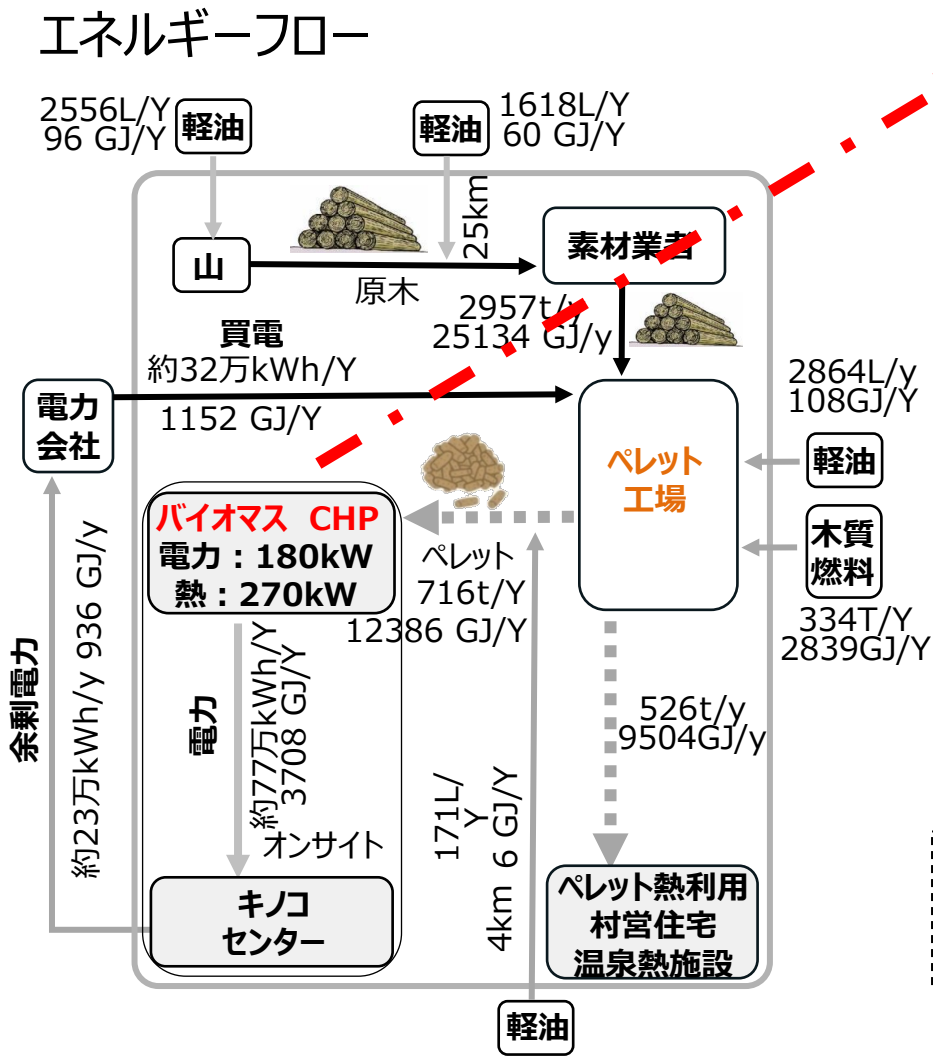 エネルギーフロー
2556L/Y
96 GJ/Y
軽油
軽油
1618L/Y
60 GJ/Y
25km
山
原木
素材業者
2957t/y
25134 GJ/y
買電
約32万kWh/Y
1152 GJ/Y
電力
会社
ペレット
工場
2864L/y
108GJ/Y
軽油
木質
燃料
334T/Y
2839GJ/Y
バイオマス CHP
電力：180kW
熱：270kW
ペレット
716t/Y
12386 GJ/Y
余剰電力
約23万kWh/y 936 GJ/y
電力
約77万kWh/Y
3708 GJ/Y
オンサイト
171L/
Y
4km 6 GJ/Y
526t/y
9504GJ/y
キノコ
センター
ペレット熱利用
村営住宅
温泉熱施設
軽油